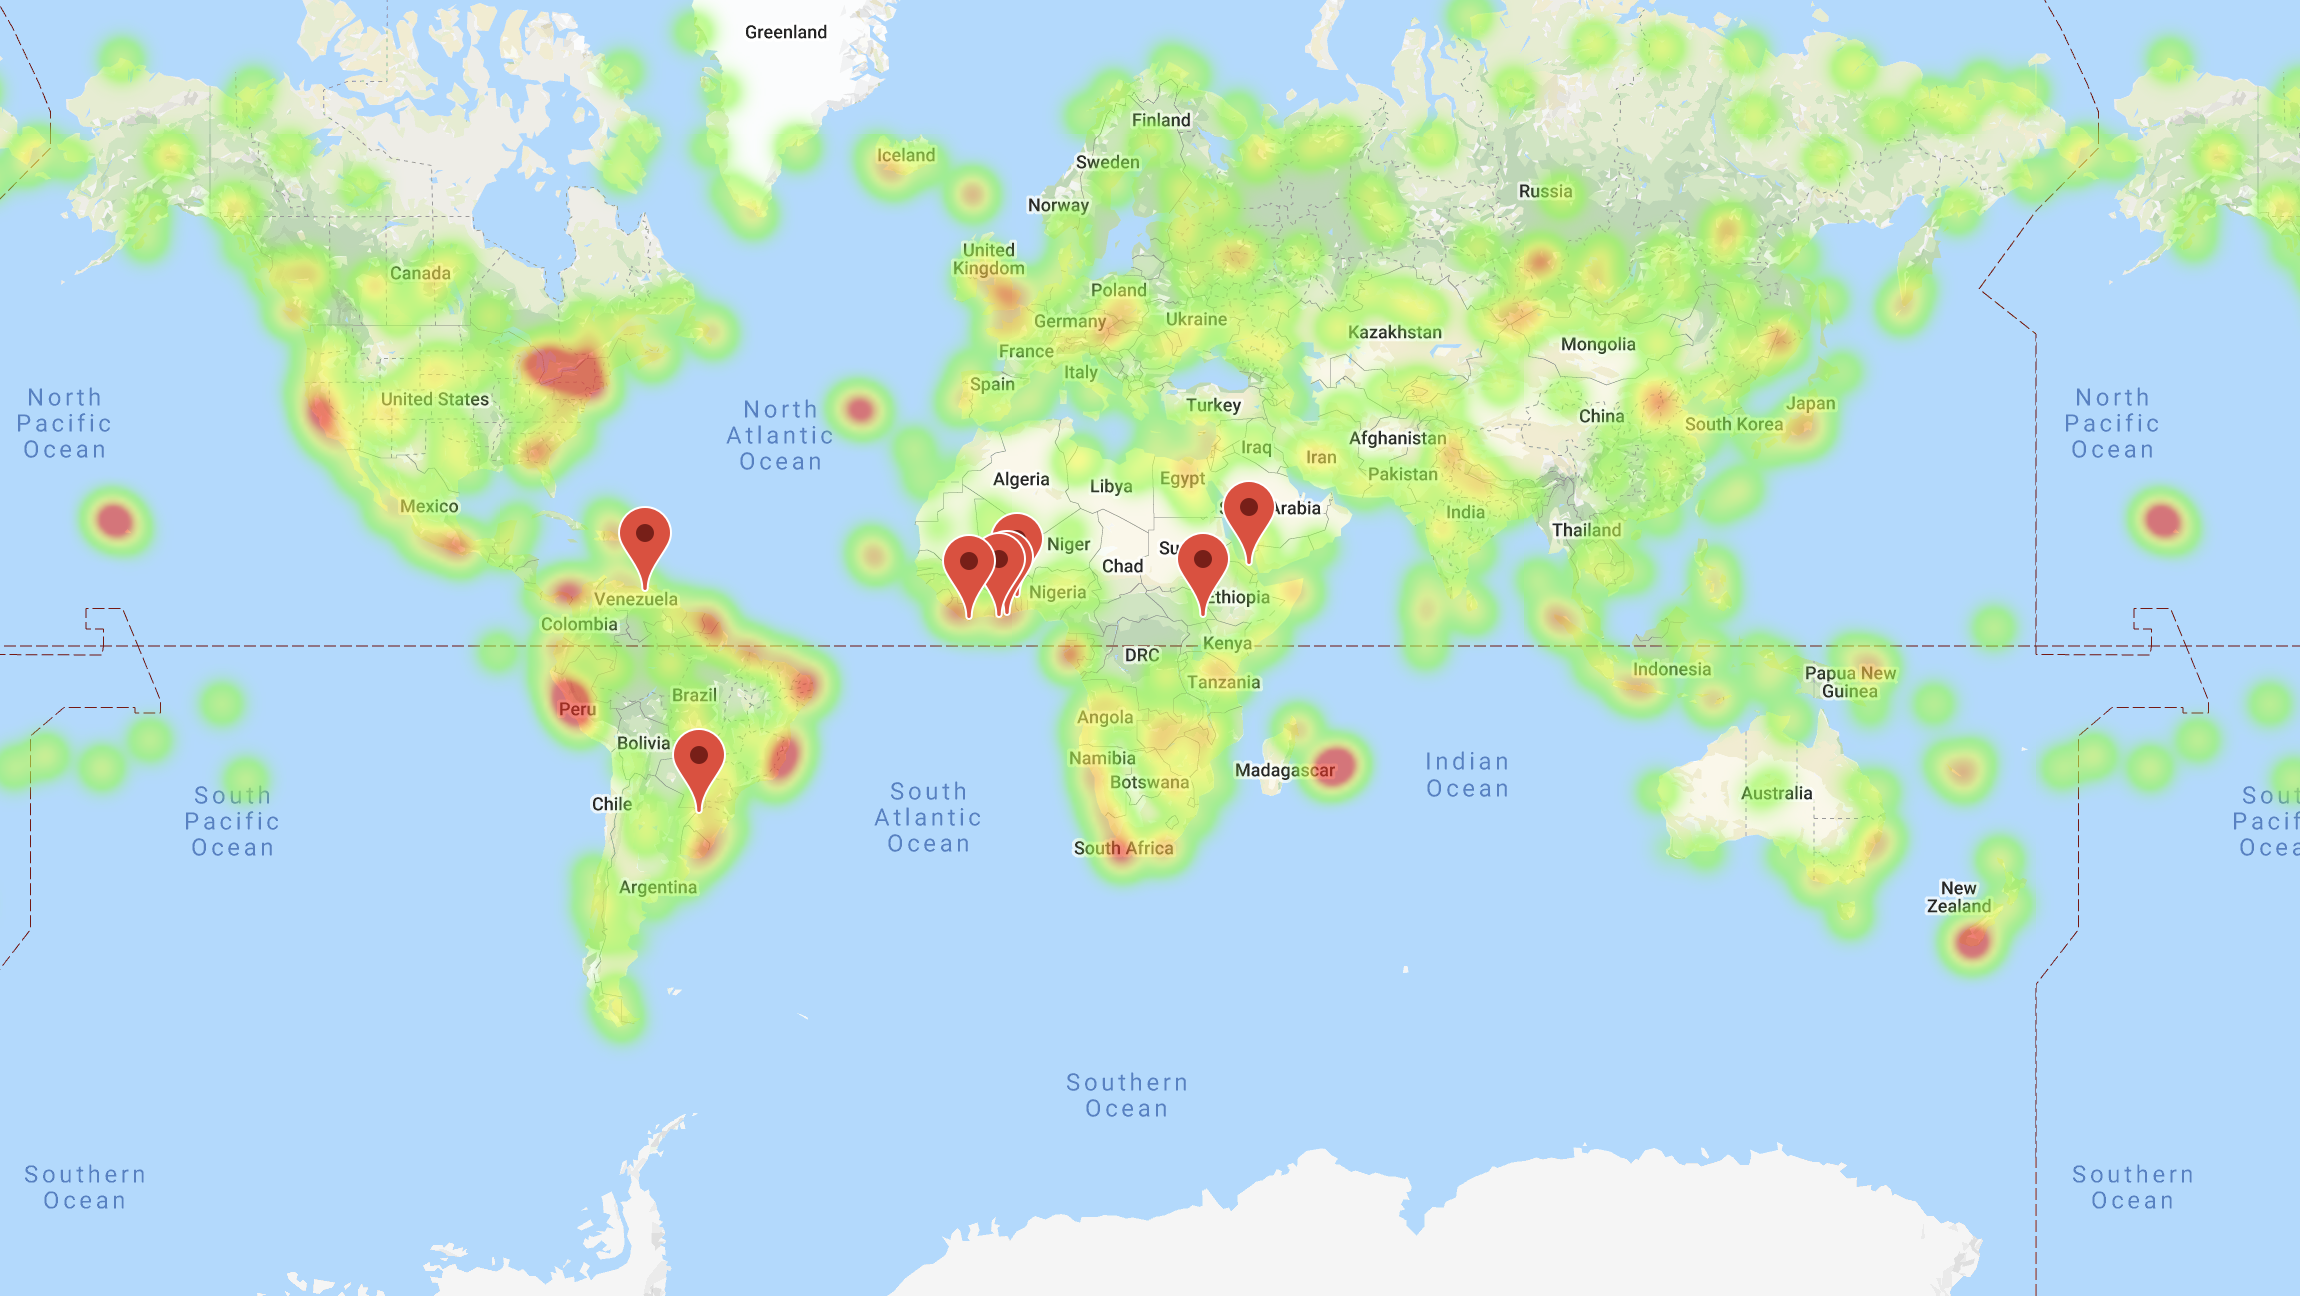 Greenland
Finland
Iceland
Sweden
Russia
Norway
United
Kingdom
Canada
Poland
Germany
Ukraine
Kazakhstan
Mongolia
France
Italy
Spain
United States
Turkey
Japan
China
South Korea
North
Pacific
Ocean
North
Atlantic
Ocean
North
Pacific
Ocean
Afghanistan
Iraq
Iran
Pakistan
Algeria
Libya
Egypt
Mexico
Arabia
India
Thailand
Niger
Chad
Su
Nigeria
Ethiopia
Venezuela
Colombia
Kenya
DRC
Indonesia
Papua New
Guinea
Tanzania
Brazil
Peru
Angola
Bolivia
Namibia
Botswana
Madagascar
Indian
Ocean
Chile
Australia
South
Pacific
Ocean
South
Atlantic
Ocean
Sout
Pacif
Ocea
South Africa
Argentina
New
Zealand
Southern
Ocean
Southern
Ocean
Southern
Ocean